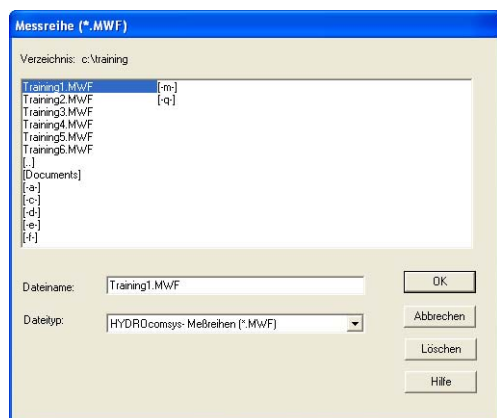 Messreihe (*.MWF)
Verzeichnis: c:\training
Training1.MWF [-m-]
Training2.MWF [-q-]
Training3.MWF
Training4.MWF
Training5.MWF
Training6.MWF
[..]
[Documents]
[-a-]
[-c-]
[-d-]
[-e-]
[-f-]
Dateiname: Training1.MWF
OK
Dateityp: HYDROcomsys- Meßreihen (*.MWF)
Abbrechen
Löschen
Hilfe